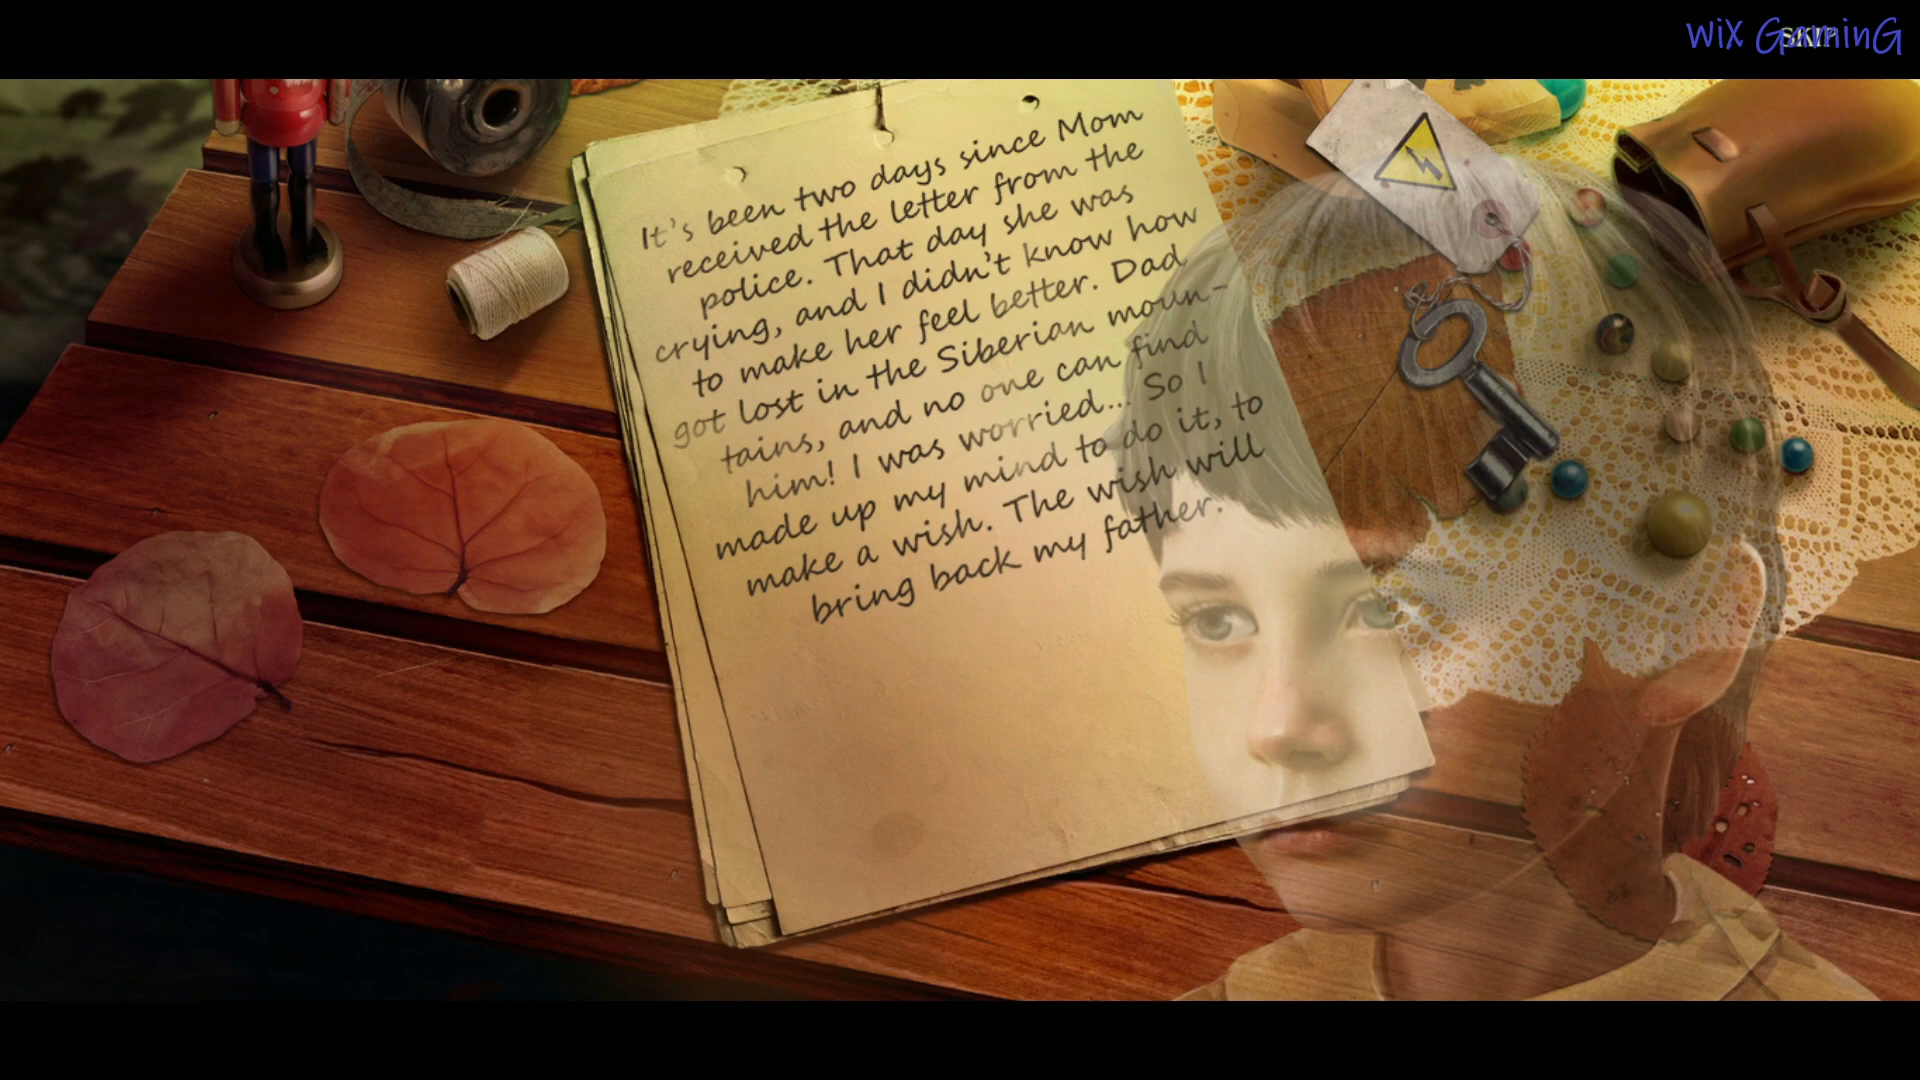 wiX GaminG
SKIP
It's been two days since Mom
received the letter from the
police. That day she was
crying, and I didn't know how
to make her feel better. Dad
got lost in the Siberian moun-
tains, and no one can find
him! I was worried... So I
made up my mind to do it, to
make a wish. The wish will
bring back my father.